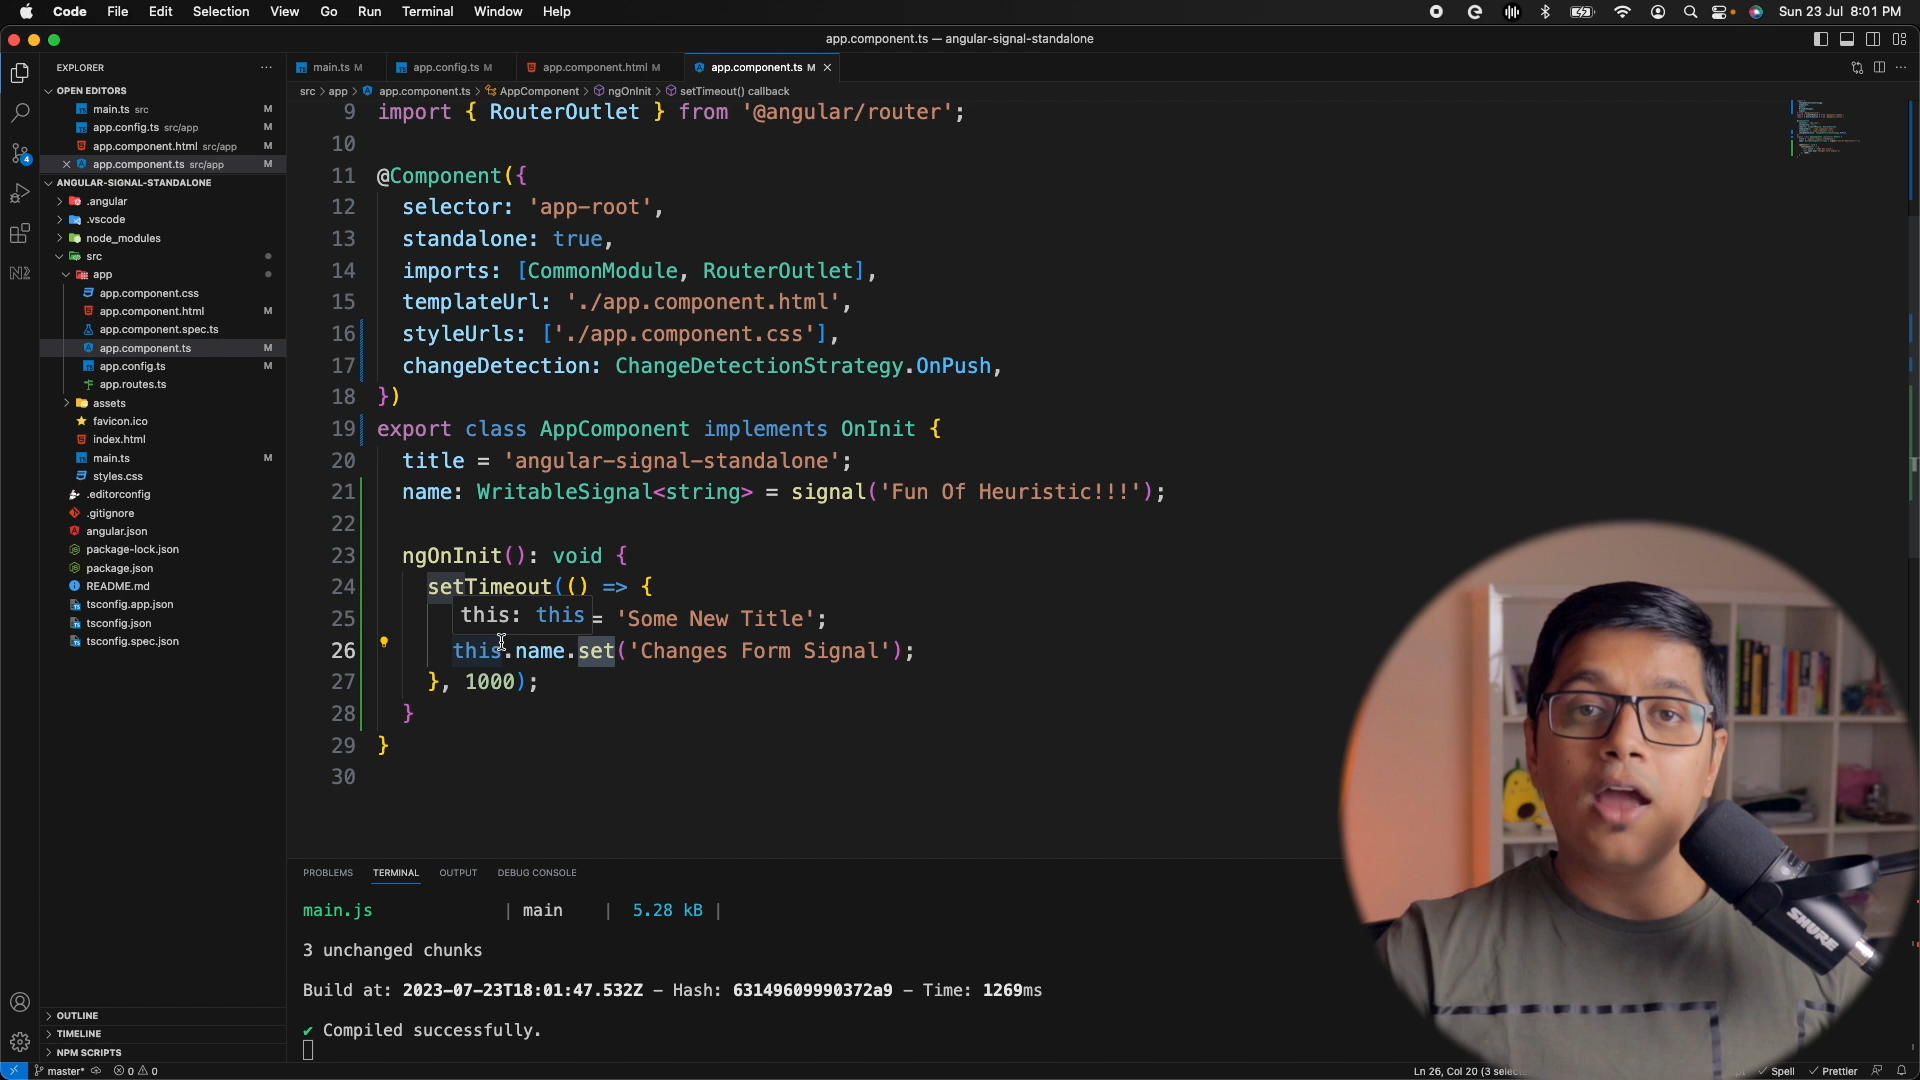 Code File Edit Selection View Go Run Terminal Window Help Sun 23 Jul 8:01 PM
app.component.ts — angular-signal-standalone
EXPLORER
main.ts M app.config.ts M app.component.html M app.component.ts M
OPEN EDITORS
src > app > app.component.ts > AppComponent > ngOnInit > setTimeout() callback
main.ts src M
app.config.ts src/app M
app.component.html src/app M
app.component.ts src/app M
ANGULAR-SIGNAL-STANDALONE
.angular
.vscode
node_modules
src
app
app.component.css
app.component.html M
app.component.spec.ts
app.component.ts M
app.config.ts M
app.routes.ts
assets
favicon.ico
index.html
main.ts M
styles.css
.editorconfig
.gitignore
angular.json
package-lock.json
package.json
README.md
tsconfig.app.json
tsconfig.json
tsconfig.spec.json
OUTLINE
TIMELINE
NPM SCRIPTS
4
9 import { RouterOutlet } from '@angular/router';
10
11 @Component({
12 selector: 'app-root',
13 standalone: true,
14 imports: [CommonModule, RouterOutlet],
15 templateUrl: './app.component.html',
16 styleUrls: ['./app.component.css'],
17 changeDetection: ChangeDetectionStrategy.OnPush,
18 })
19 export class AppComponent implements OnInit {
20 title = 'angular-signal-standalone';
21 name: WritableSignal<string> = signal('Fun Of Heuristic!!!');
22
23 ngOnInit(): void {
24 setTimeout(() => {
this: this
25 = 'Some New Title';
26 this.name.set('Changes Form Signal');
27 }, 1000);
28 }
29 }
30
PROBLEMS TERMINAL OUTPUT DEBUG CONSOLE
main.js | main | 5.28 kB |
3 unchanged chunks
Build at: 2023-07-23T18:01:47.532Z - Hash: 63149609990372a9 - Time: 1269ms
✔ Compiled successfully.
SHURE
master* 0 0 Ln 26, Col 20 (3 Spell Prettier